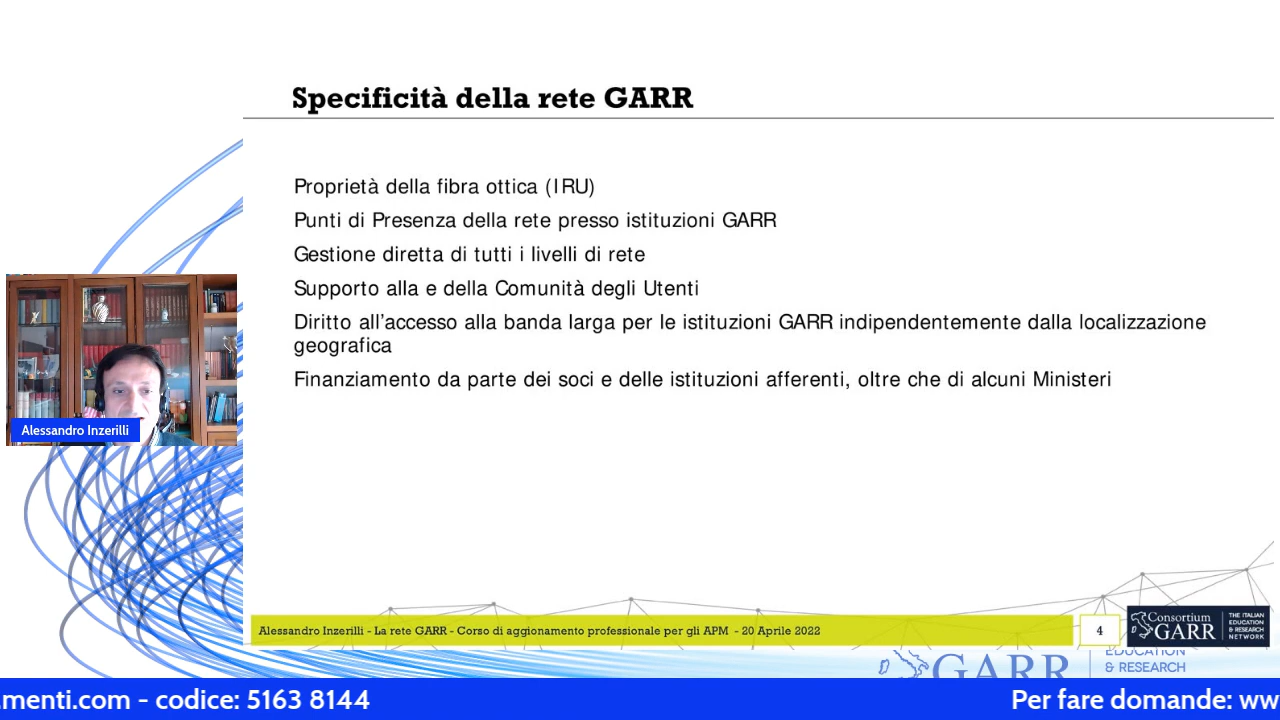 Specificità della rete GARR
Proprietà della fibra ottica (IRU)
Punti di Presenza della rete presso istituzioni GARR
Gestione diretta di tutti i livelli di rete
Supporto alla e della Comunità degli Utenti
Diritto all'accesso alla banda larga per le istituzioni GARR indipendentemente dalla localizzazione
geografica
Finanziamento da parte dei soci e delle istituzioni afferenti, oltre che di alcuni Ministeri
Alessandro Inzerilli
Alessandro Inzerilli - La rete GARR - Corso di aggionamento professionale per gli APM - 20 Aprile 2022
4
Consortium
GARR
THE ITALIAN
EDUCATION
& RESEARCH
NETWORK
GARR
EDUCATION
& RESEARCH
.menti.com - codice: 5163 8144
Per fare domande: ww